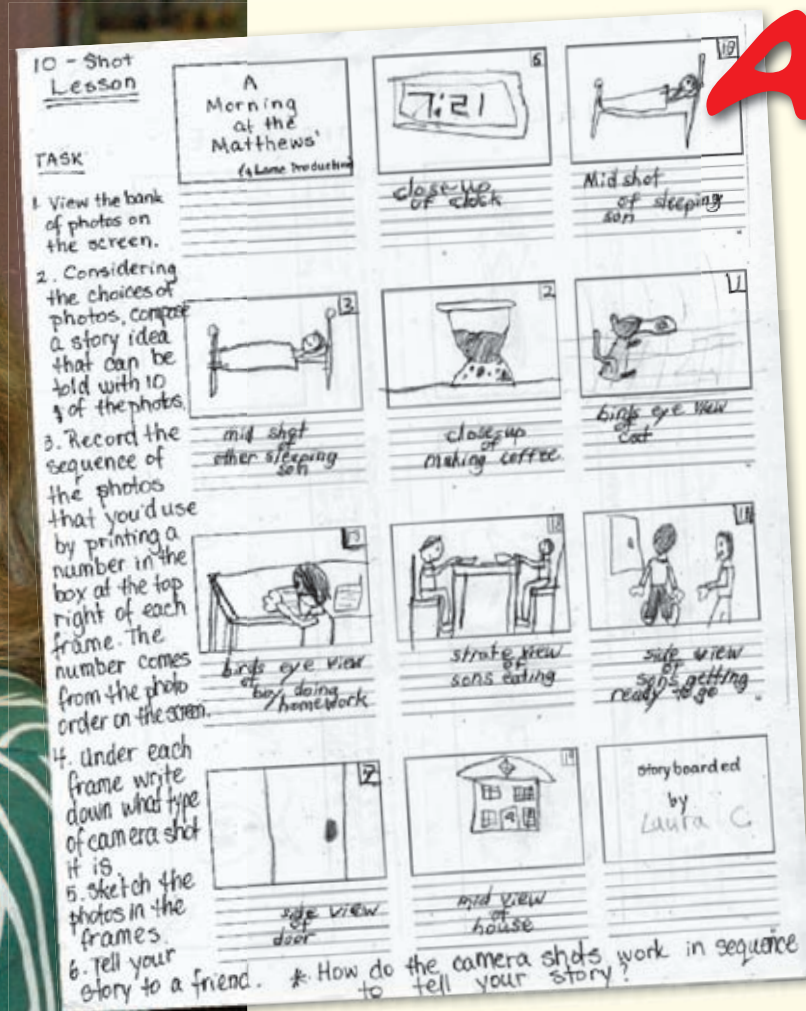 10 - Shot
Lesson
TASK
1. View the bank
of photos on
the screen.
2. Considering
the choices of
photos, compose
a story idea
that can be
told with 10
of the photos.
3. Record the
sequence of
the photos
that you'd use
by printing a
number in the
box at the top
right of each
frame. The
number comes
from the photo
order on the screen.
4. Under each
frame write
down what type
of camera shot
it is
5. Sketch the
photos in the
frames.
6. Tell your
story to a friend.
* How do the camera shots work in sequence
to tell your story?
A
Morning
at the
Matthews'
6
7:21
close-up
of clock
Mid shot
of sleeping
son
3
mid shot
of
other sleeping
son
2
close-up
of
making coffee
1
birds eye view
of
cat
birds eye view
of
boy doing
homework
strate view
of
sons eating
side view
of
sons getting
ready to go
side view
of
door
mid view
of
house
Storyboarded
by
Laura C.
A